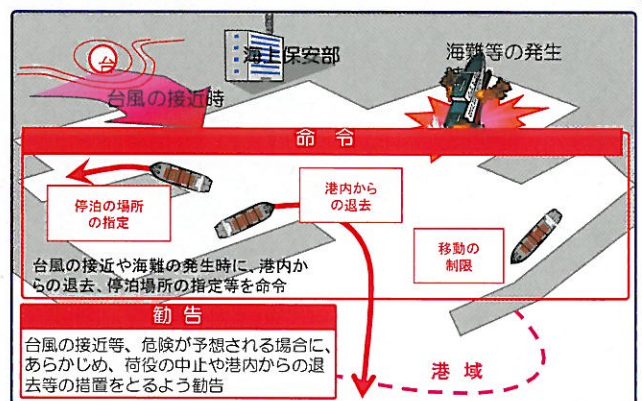 台
海上保安部
海難等の発生
時
台風の接近時
命 令
停泊の場所
の指定
港内から
の退去
移動の
制限
台風の接近や海難の発生時に、港内か
らの退去、停泊場所の指定等を命令
勧 告
台風の接近等、危険が予想される場合に、
あらかじめ、荷役の中止や港内からの退
去等の措置をとるよう勧告
港 域